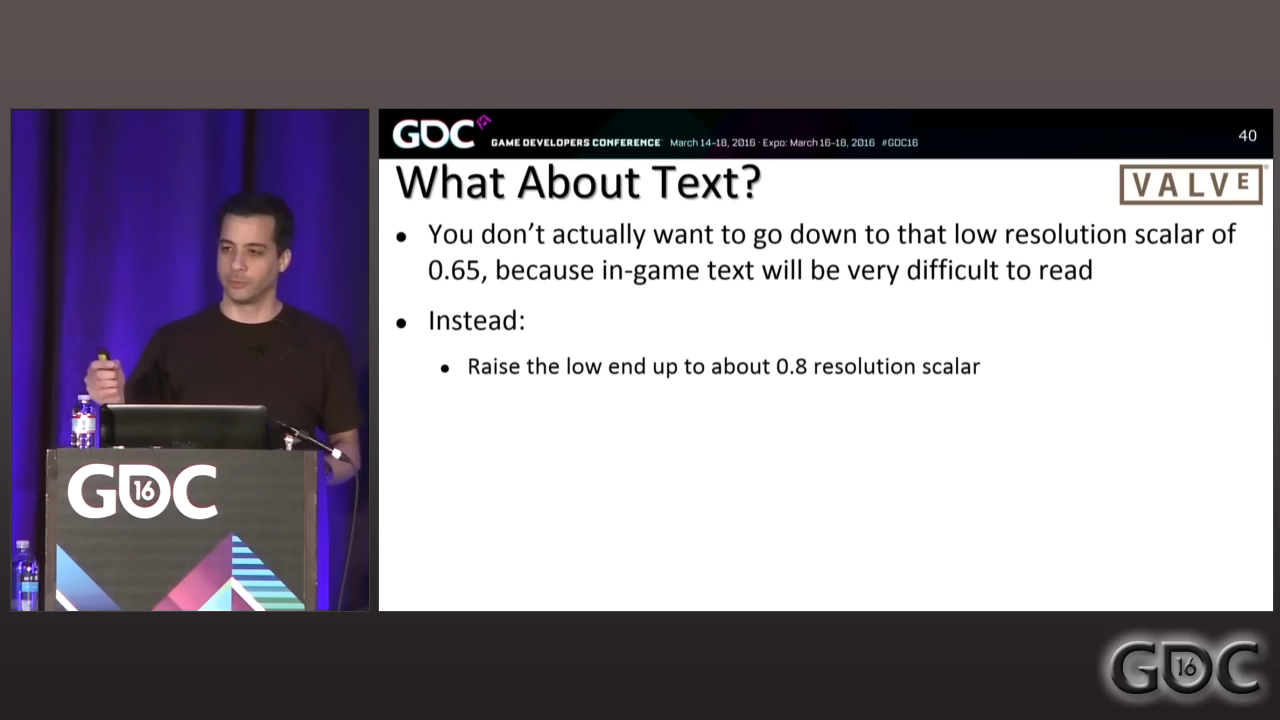 GDC
GAME DEVELOPERS CONFERENCE March 14–18, 2016 · Expo: March 16–18, 2016 #GDC16
40
What About Text?
VALVE
• You don’t actually want to go down to that low resolution scalar of
0.65, because in-game text will be very difficult to read
• Instead:
• Raise the low end up to about 0.8 resolution scalar
GDC
16
GDC
16